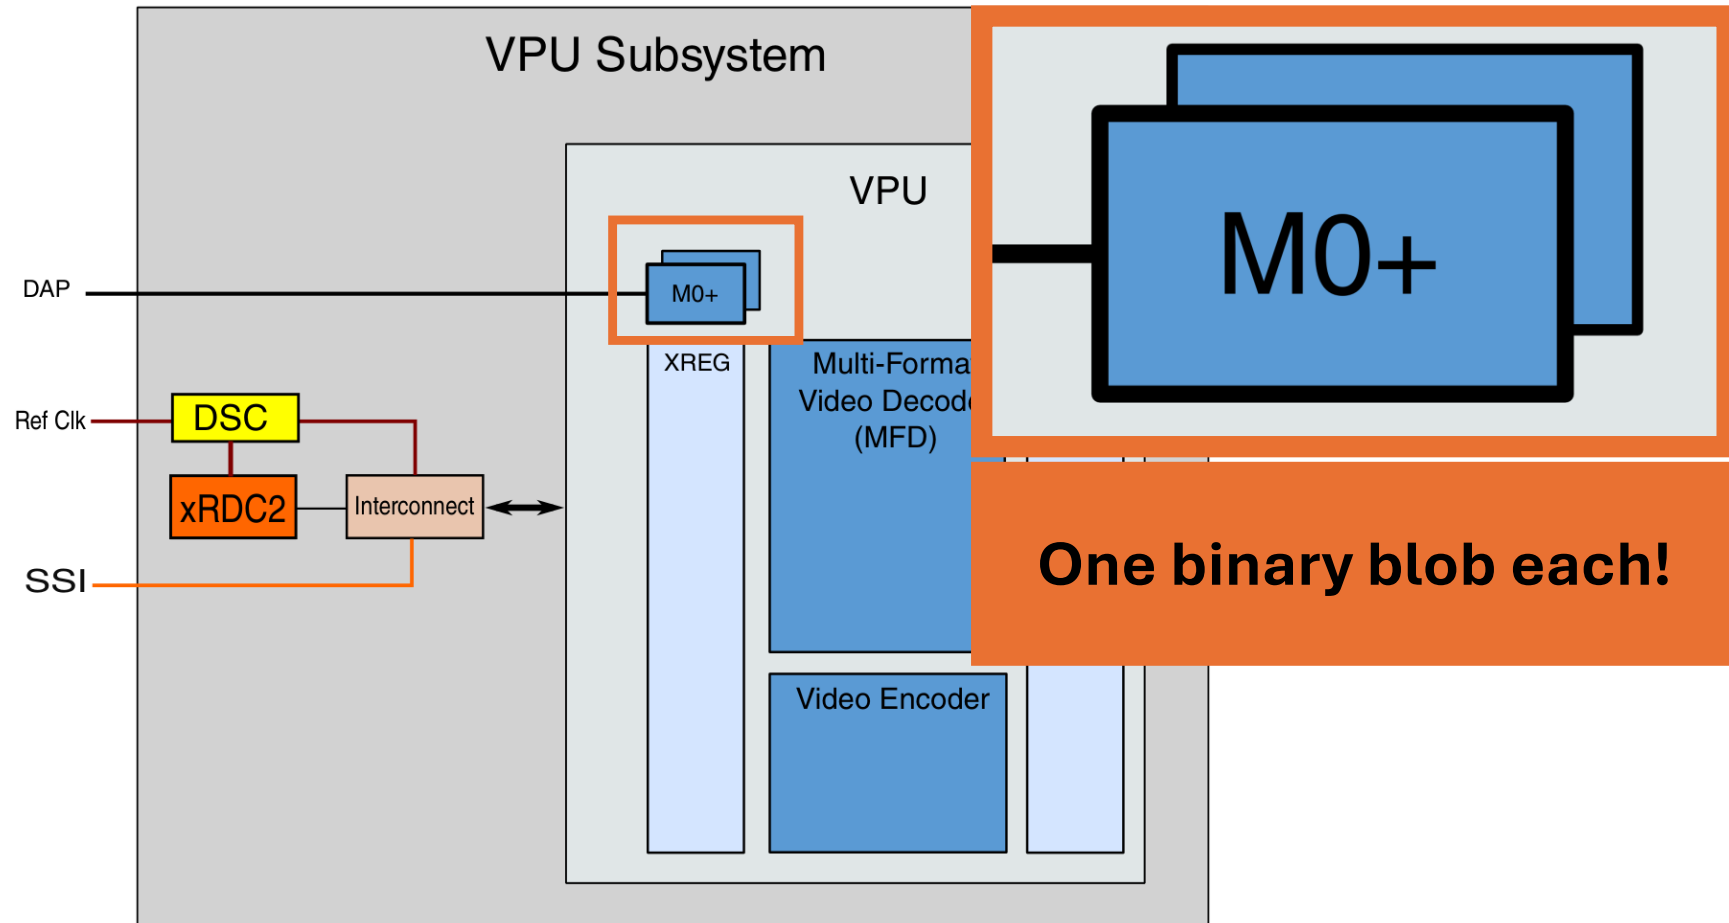 VPU Subsystem
VPU
M0+
DAP
M0+
XREG
Multi-Forma
Video Decode
(MFD)
Ref Clk
DSC
xRDC2
Interconnect
SSI
One binary blob each!
Video Encoder